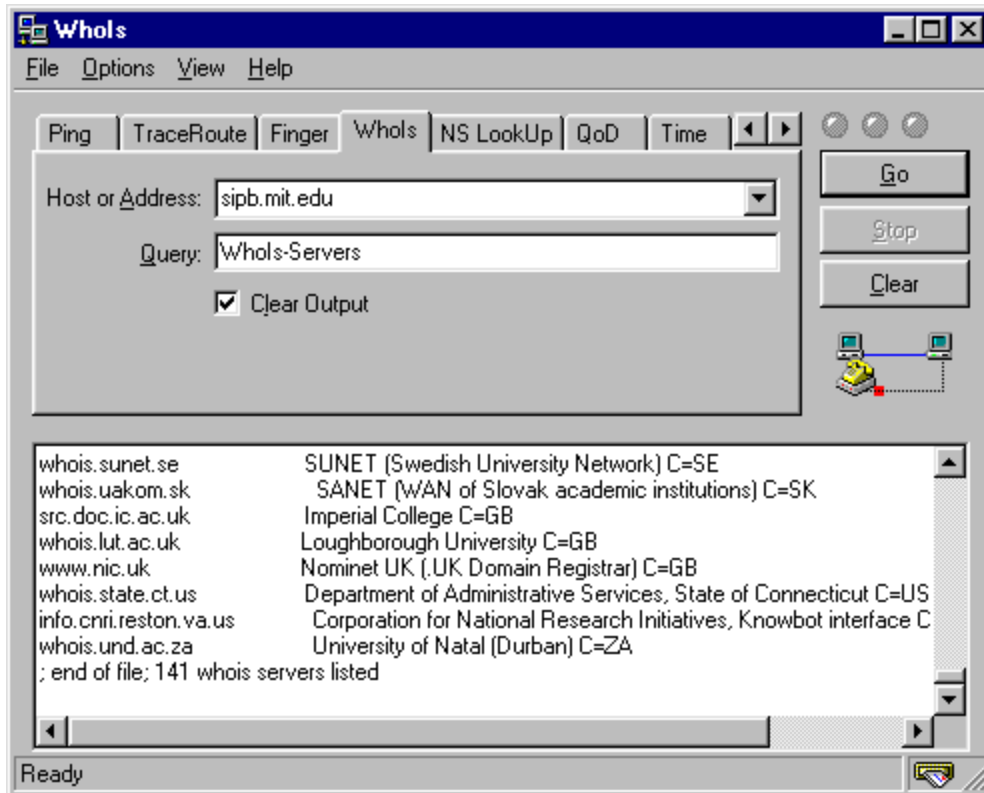 WhoIs
File Options View Help
Ping TraceRoute Finger WhoIs NS LookUp QoD Time
Go
Host or Address: sipb.mit.edu
Stop
Query: WhoIs-Servers
Clear
Clear Output
whois.sunet.se SUNET (Swedish University Network) C=SE
whois.uakom.sk SANET (WAN of Slovak academic institutions) C=SK
src.doc.ic.ac.uk Imperial College C=GB
whois.lut.ac.uk Loughborough University C=GB
www.nic.uk Nominet UK (.UK Domain Registrar) C=GB
whois.state.ct.us Department of Administrative Services, State of Connecticut C=US
info.cnri.reston.va.us Corporation for National Research Initiatives, Knowbot interface C
whois.und.ac.za University of Natal (Durban) C=ZA
; end of file; 141 whois servers listed
Ready